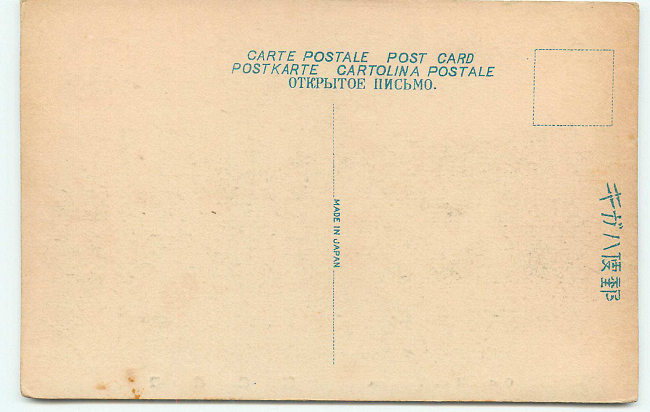 CARTE POSTALE POST CARD
POSTKARTE CARTOLINA POSTALE
ОТКРЫТОЕ ПИСЬМО.
MADE IN JAPAN
キガハ便郵